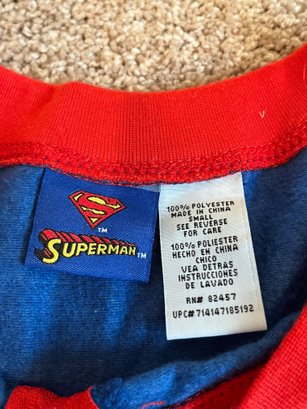 S
TM
SUPERMAN TM
100% POLYESTER
MADE IN CHINA
SMALL
SEE REVERSE
FOR CARE
100% POLIESTER
HECHO EN CHINA
CHICO
VEA DETRAS
INSTRUCCIONES
DE LAVADO
RN# 82457
UPC# 714147185192